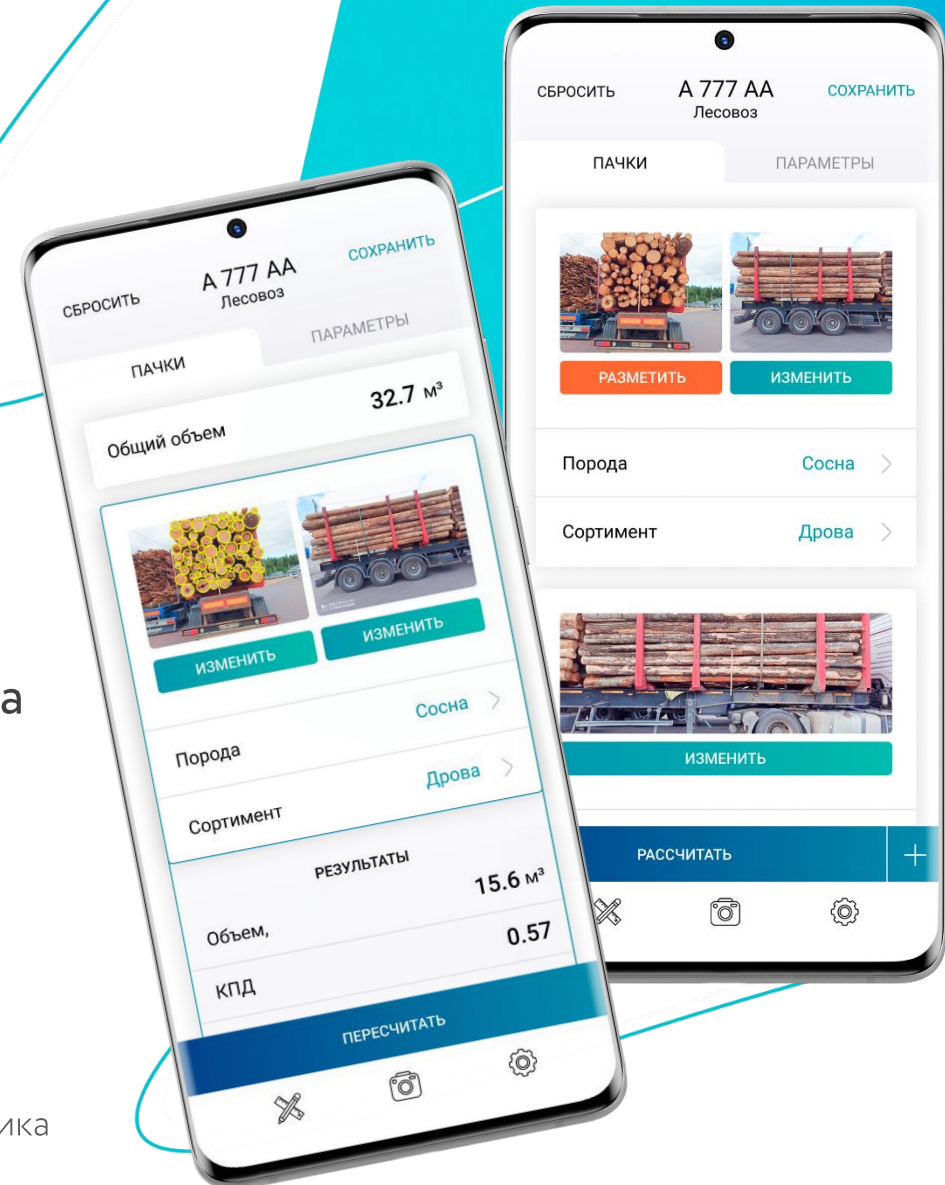 СБРОСИТЬ
А 777 АА
Лесовоз
СОХРАНИТЬ
ПАЧКИ
ПАРАМЕТРЫ
Общий объем
32.7 м³
ИЗМЕНИТЬ
ИЗМЕНИТЬ
Порода
Сосна
Сортимент
Дрова
РЕЗУЛЬТАТЫ
Объем,
15.6 м³
КПД
0.57
ПЕРЕСЧИТАТЬ
СБРОСИТЬ
А 777 АА
Лесовоз
СОХРАНИТЬ
ПАЧКИ
ПАРАМЕТРЫ
РАЗМЕТИТЬ
ИЗМЕНИТЬ
Порода
Сосна
Сортимент
Дрова
ИЗМЕНИТЬ
РАССЧИТАТЬ